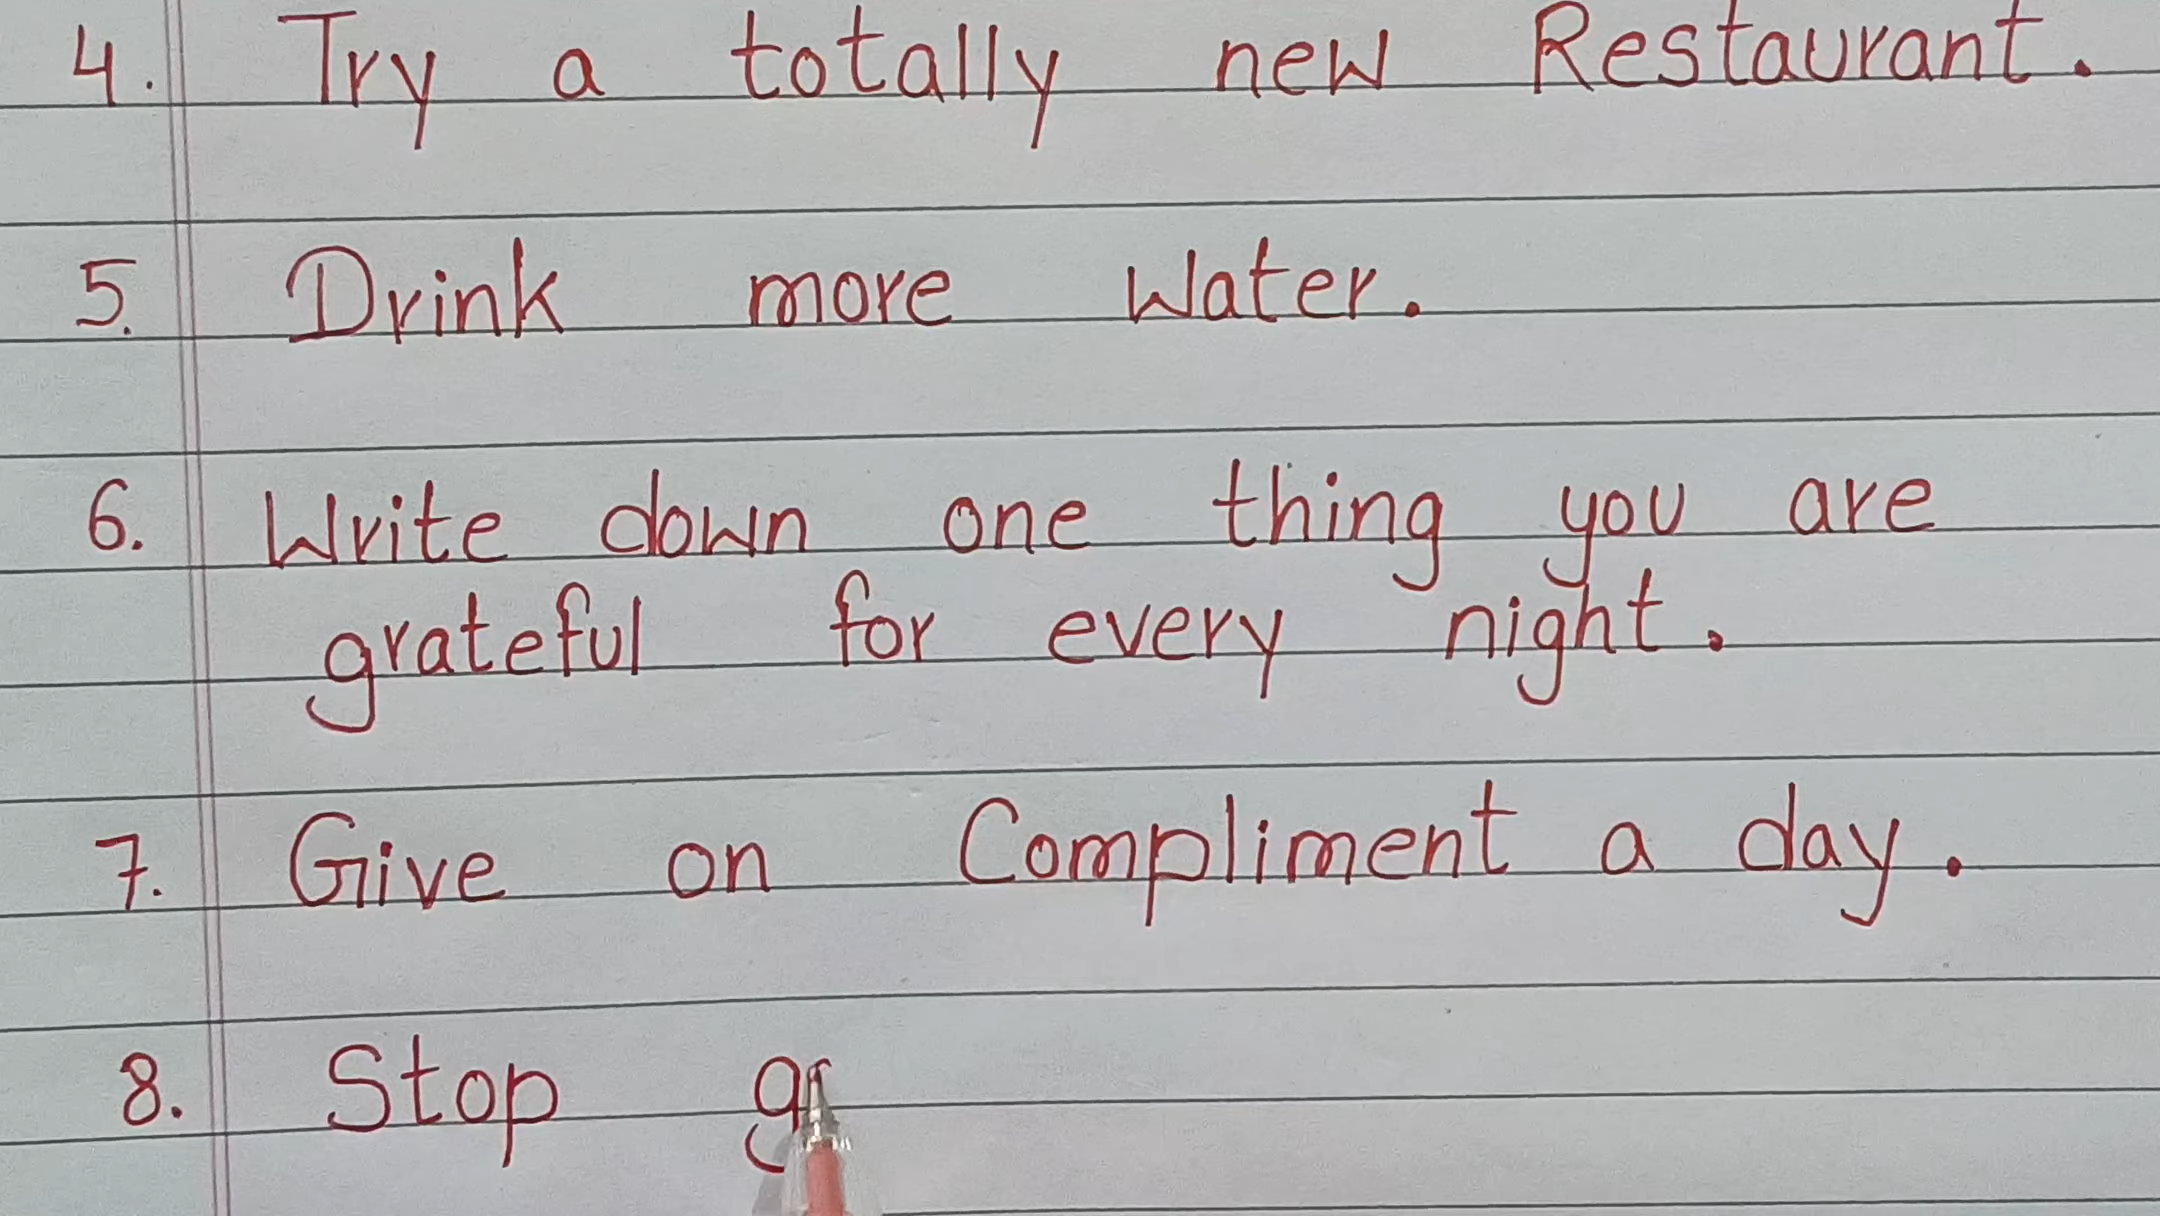 4. Try a totally new Restaurant.
5. Drink more Water.
6. Write down one thing you are
grateful for every night.
7. Give on Compliment a day.
8. Stop